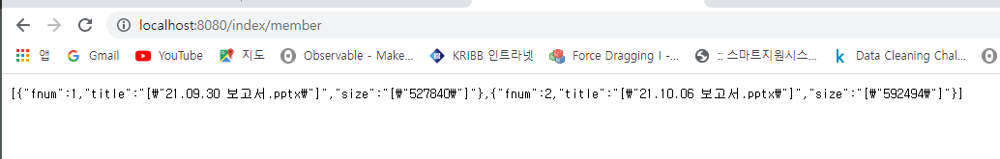 localhost:8080/index/member
앱 Gmail YouTube 지도 Observable - Make... KRIBB 인트라넷 Force Dragging I -... :: 스마트지원시스... Data Cleaning Chal...
[{"fnum":1,"title":"[₩"21.09.30 보고서.pptx₩"]","size":"[₩"527840₩"]"},{"fnum":2,"title":"[₩"21.10.06 보고서.pptx₩"]","size":"[₩"592494₩"]"}]